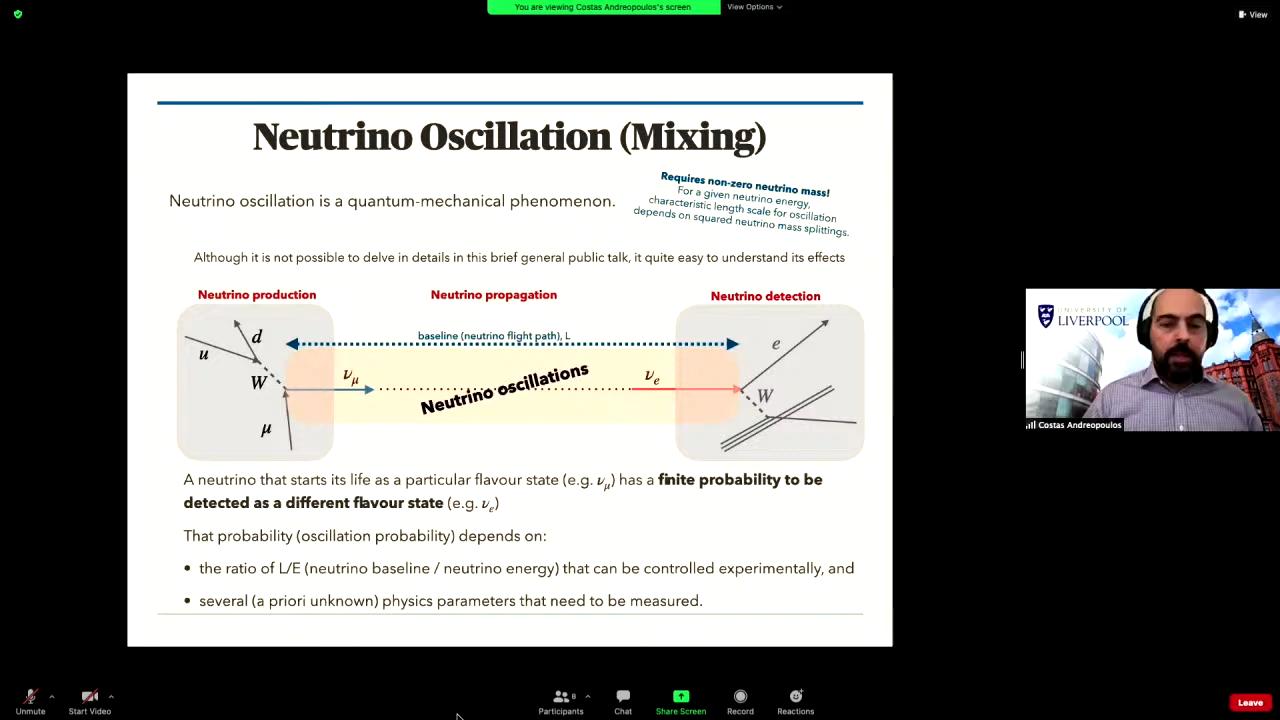 You are viewing Costas Andreopoulos's screen
View Options
View
Neutrino Oscillation (Mixing)
Neutrino oscillation is a quantum-mechanical phenomenon.
Requires non-zero neutrino mass!
For a given neutrino energy,
characteristic length scale for oscillation
depends on squared neutrino mass splittings.
Although it is not possible to delve in details in this brief general public talk, it quite easy to understand its effects
Neutrino production
Neutrino propagation
Neutrino detection
baseline (neutrino flight path), L
u
d
W
μ
νμ
Neutrino oscillations
νe
e
W
A neutrino that starts its life as a particular flavour state (e.g. νμ) has a finite probability to be
detected as a different flavour state (e.g. νe)
That probability (oscillation probability) depends on:
• the ratio of L/E (neutrino baseline / neutrino energy) that can be controlled experimentally, and
• several (a priori unknown) physics parameters that need to be measured.
UNIVERSITY OF
LIVERPOOL
Costas Andreopoulos
Unmute
Start Video
Participants
8
Chat
Share Screen
Record
Reactions
Leave